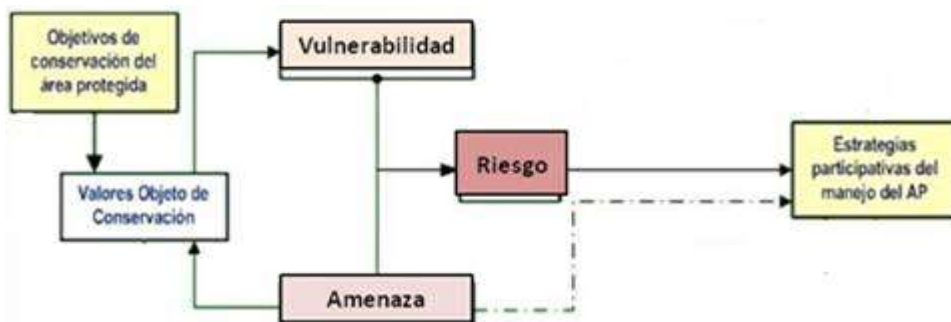 Objetivos de
conservación del
área protegida
Vulnerabilidad
Valores Objeto de
Conservación
Riesgo
Amenaza
Estrategias
participativas del
manejo del AP